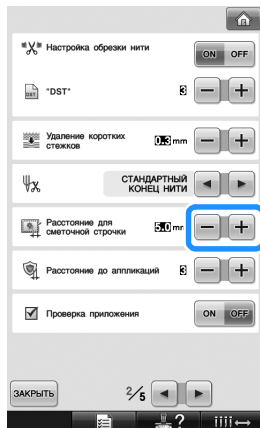 Настройка обрезки нити
ON OFF
DST
"DST"
3
Удаление коротких
стежков
0.3 mm
СТАНДАРТНЫЙ
КОНЕЦ НИТИ
Расстояние для
сметочной строчки
5.0 mm
Расстояние до аппликаций
3
Проверка приложения
ON OFF
ЗАКРЫТЬ
2/5
?